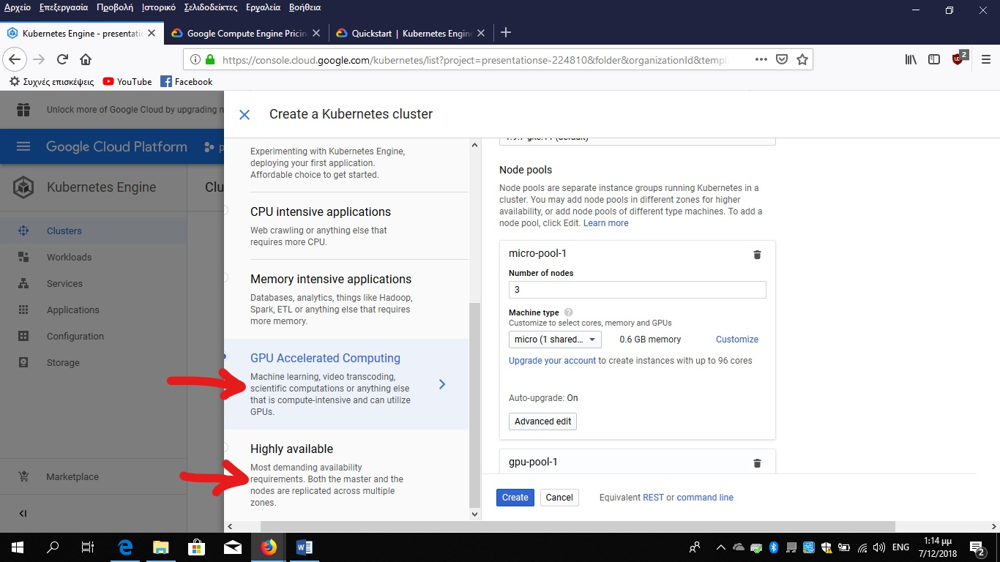 Αρχείο Επεξεργασία Προβολή Ιστορικό Σελιδοδείκτες Εργαλεία Βοήθεια
Kubernetes Engine - presentatio
Google Compute Engine Pricing
Quickstart | Kubernetes Engine
https://console.cloud.google.com/kubernetes/list?project=presentationse-224810&folder&organizationId&templ
2
Συχνές επισκέψεις YouTube Facebook
Unlock more of Google Cloud by upgrading
Create a Kubernetes cluster
Google Cloud Platform
Kubernetes Engine
Clu
Clusters
Workloads
Services
Applications
Configuration
Storage
Marketplace
Experimenting with Kubernetes Engine,
deploying your first application.
Affordable choice to get started.
CPU intensive applications
Web crawling or anything else that
requires more CPU.
Memory intensive applications
Databases, analytics, things like Hadoop,
Spark, ETL or anything else that requires
more memory.
GPU Accelerated Computing
Machine learning, video transcoding,
scientific computations or anything else
that is compute-intensive and can utilize
GPUs.
Highly available
Most demanding availability
requirements. Both the master and the
nodes are replicated across multiple
zones.
Node pools
Node pools are separate instance groups running Kubernetes in a
cluster. You may add node pools in different zones for higher
availability, or add node pools of different type machines. To add a
node pool, click Edit. Learn more
micro-pool-1
Number of nodes
3
Machine type
Customize to select cores, memory and GPUs
micro (1 shared... 0.6 GB memory Customize
Upgrade your account to create instances with up to 96 cores
Auto-upgrade: On
Advanced edit
gpu-pool-1
Create Cancel Equivalent REST or command line
ENG
1:14 μμ
7/12/2018
2